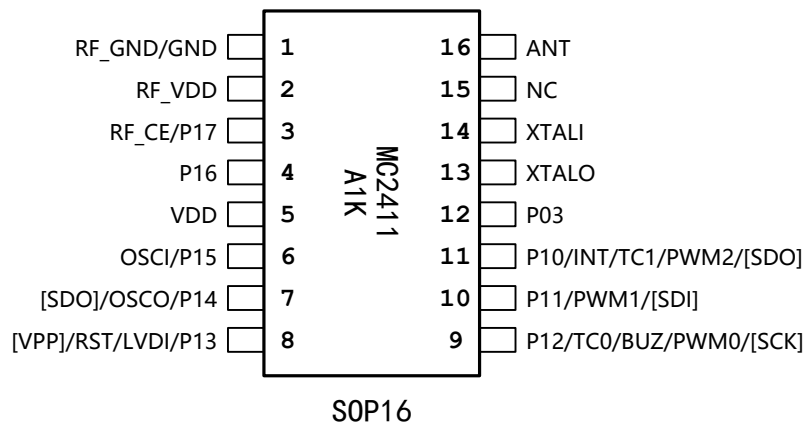 RF_GND/GND 1 16 ANT
RF_VDD 2 15 NC
RF_CE/P17 3 14 XTALI
P16 4 13 XTALO
VDD 5 12 P03
OSCI/P15 6 11 P10/INT/TC1/PWM2/[SDO]
[SDO]/OSCO/P14 7 10 P11/PWM1/[SDI]
[VPP]/RST/LVDI/P13 8 9 P12/TC0/BUZ/PWM0/[SCK]
MC2411
A1K
SOP16